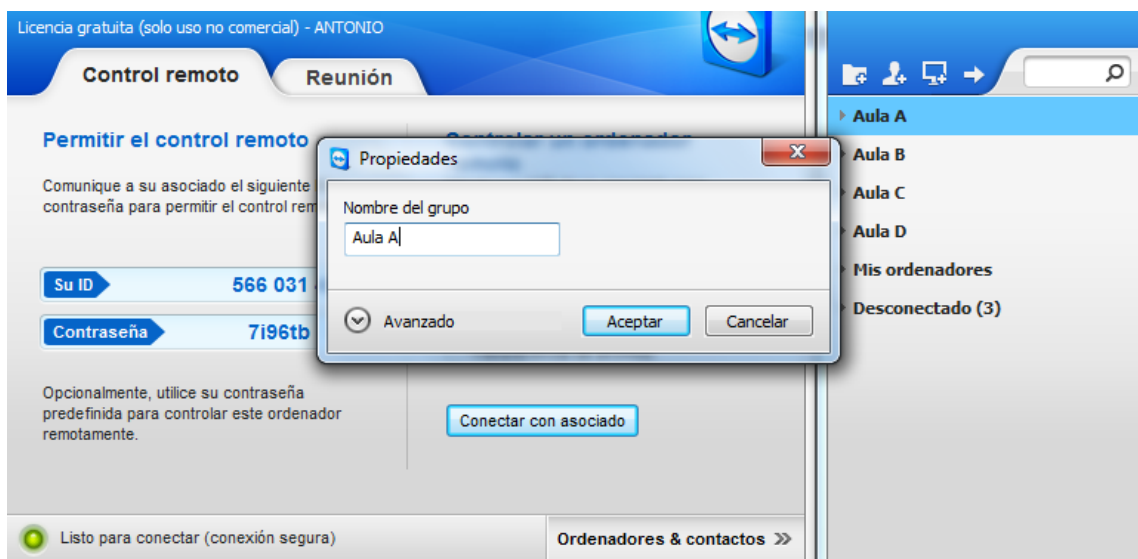 Licencia gratuita (solo uso no comercial) - ANTONIO
Control remoto
Reunión
Permitir el control remoto
Comunique a su asociado el siguiente
contraseña para permitir el control rem
Su ID
566 031
Contraseña
7i96tb
Opcionalmente, utilice su contraseña
predefinida para controlar este ordenador
remotamente.
Controlar un ordenador
Conectar con asociado
Propiedades
Nombre del grupo
Aula A
Avanzado
Aceptar
Cancelar
Listo para conectar (conexión segura)
Ordenadores & contactos
Aula A
Aula B
Aula C
Aula D
Mis ordenadores
Desconectado (3)